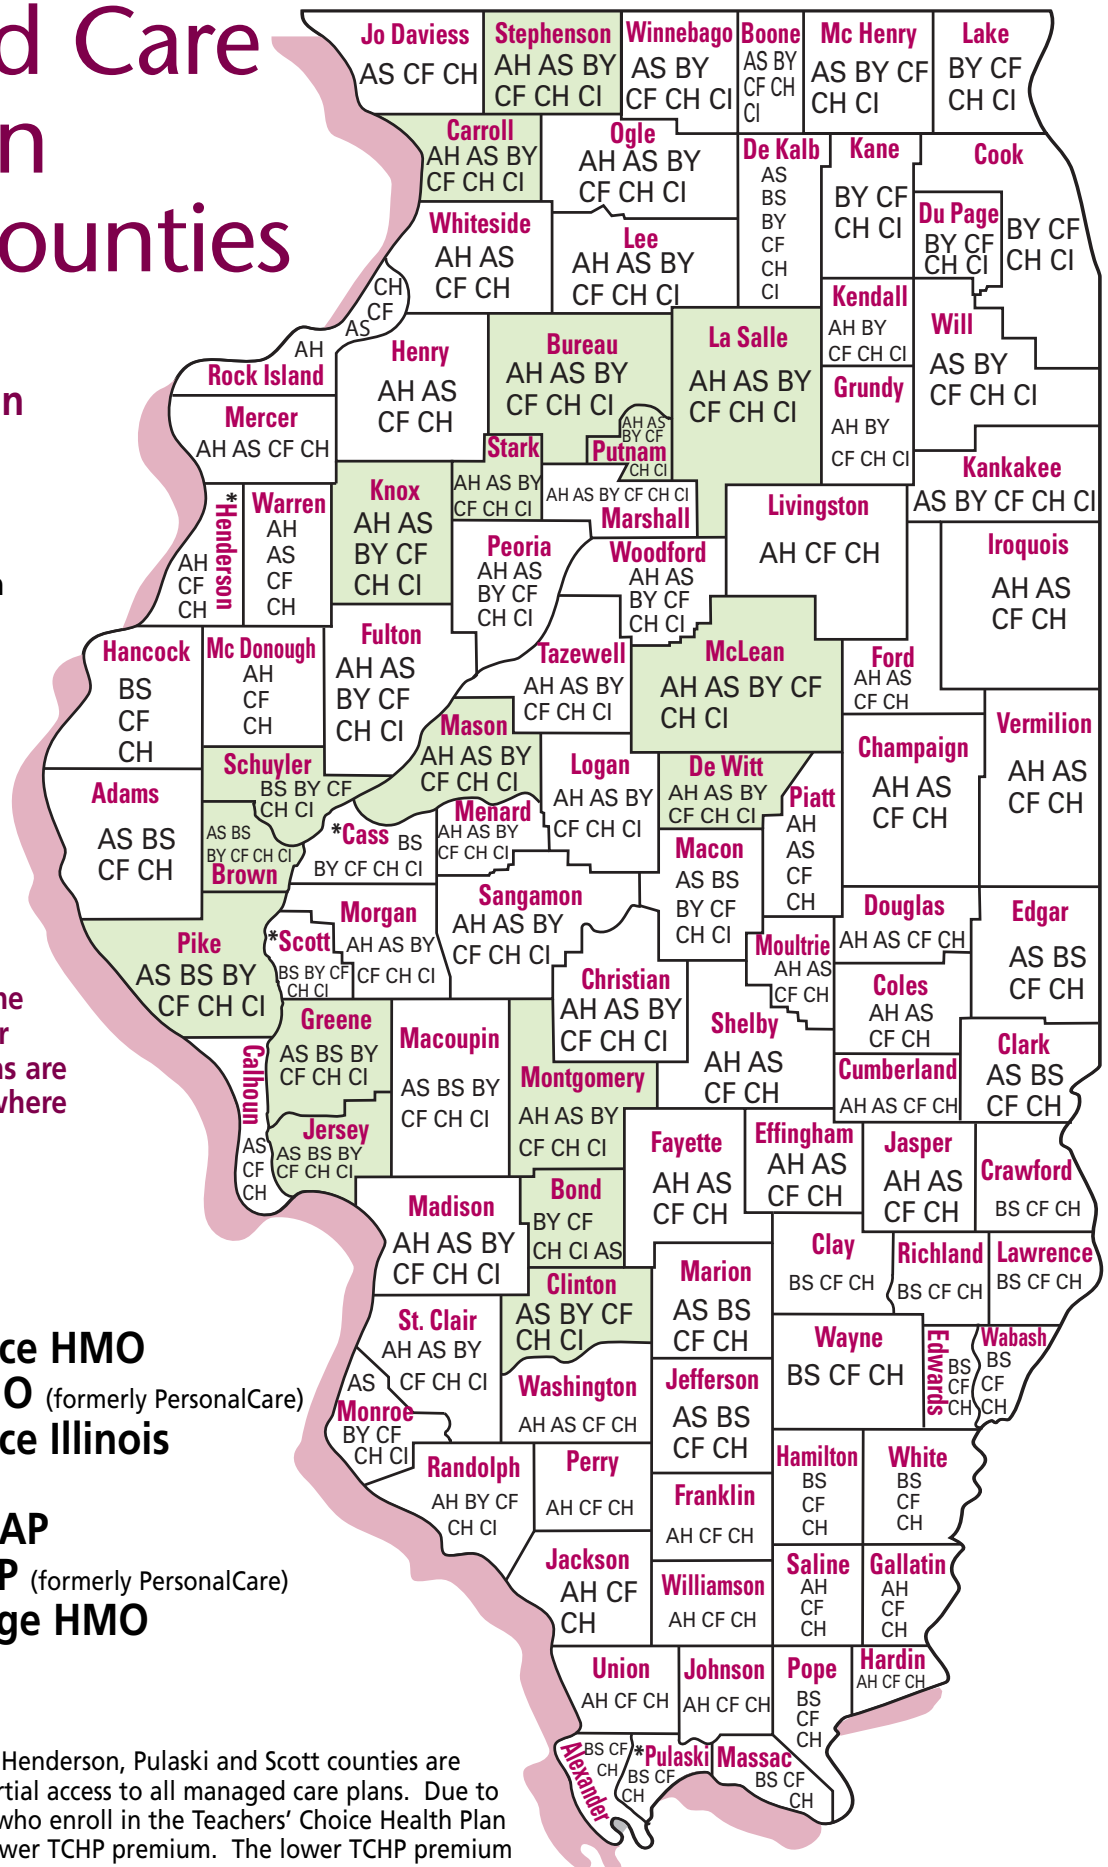 d Care
n
ounties
an
n
ne
r
ns are
where
ce HMO
O (formerly PersonalCare)
ce Illinois
AP
P (formerly PersonalCare)
ge HMO
Jo Daviess
AS CF CH
Stephenson
AH AS BY
CF CH CI
Winnebago
AS BY
CF CH CI
Boone
AS BY
CF CH
CI
Mc Henry
AS BY CF
CH CI
Lake
BY CF
CH CI
Carroll
AH AS BY
CF CH CI
Ogle
AH AS BY
CF CH CI
De Kalb
AS
BS
BY
CF
CH
CI
Kane
BY CF
CH CI
Cook
BY CF
CH CI
Du Page
BY CF
CH CI
Whiteside
AH AS
CF CH
Lee
AH AS BY
CF CH CI
Kendall
AH BY
CF CH CI
Will
AS BY
CF CH CI
CH
CF
AS
AH
Rock Island
Henry
AH AS
CF CH
Bureau
AH AS BY
CF CH CI
La Salle
AH AS BY
CF CH CI
Grundy
AH BY
CF CH CI
Mercer
AH AS CF CH
AH AS
BY CF
Putnam
CH CI
Stark
AH AS BY
CF CH CI
Kankakee
AS BY CF CH CI
*Henderson
AH
CF
CH
Warren
AH
AS
CF
CH
Knox
AH AS
BY CF
CH CI
AH AS BY CF CH CI
Marshall
Livingston
AH CF CH
Iroquois
AH AS
CF CH
Peoria
AH AS
BY CF
CH CI
Woodford
AH AS
BY CF
CH CI
Hancock
BS
CF
CH
Mc Donough
AH
CF
CH
Fulton
AH AS
BY CF
CH CI
Tazewell
AH AS BY
CF CH CI
McLean
AH AS BY CF
CH CI
Ford
AH AS
CF CH
Vermilion
AH AS
CF CH
Mason
AH AS BY
CF CH CI
Champaign
AH AS
CF CH
Schuyler
BS BY CF
CH CI
Logan
AH AS BY
CF CH CI
De Witt
AH AS BY
CF CH CI
Piatt
AH
AS
CF
CH
Adams
AS BS
CF CH
AS BS
BY CF CH CI
Brown
*Cass BS
BY CF CH CI
Menard
AH AS BY
CF CH CI
Macon
AS BS
BY CF
CH CI
Sangamon
AH AS BY
CF CH CI
Morgan
AH AS BY
CF CH CI
*Scott
BS BY CF
CH CI
Pike
AS BS BY
CF CH CI
Douglas
AH AS CF CH
Edgar
AS BS
CF CH
Moultrie
AH AS
CF CH
Christian
AH AS BY
CF CH CI
Coles
AH AS
CF CH
Greene
AS BS BY
CF CH CI
Macoupin
AS BS BY
CF CH CI
Shelby
AH AS
CF CH
Clark
AS BS
CF CH
Calhoun
AS
CF
CH
Montgomery
AH AS BY
CF CH CI
Cumberland
AH AS CF CH
Jersey
AS BS BY
CF CH CI
Fayette
AH AS
CF CH
Effingham
AH AS
CF CH
Jasper
AH AS
CF CH
Crawford
BS CF CH
Madison
AH AS BY
CF CH CI
Bond
BY CF
CH CI AS
Clay
BS CF CH
Richland
BS CF CH
Lawrence
BS CF CH
Marion
AS BS
CF CH
Clinton
AS BY CF
CH CI
St. Clair
AH AS BY
CF CH CI
Wayne
BS CF CH
Edwards
BS
CF
CH
Wabash
BS
CF
CH
AS
Monroe
BY CF
CH CI
Washington
AH AS CF CH
Jefferson
AS BS
CF CH
Randolph
AH BY CF
CH CI
Perry
AH CF CH
Hamilton
BS
CF
CH
White
BS
CF
CH
Franklin
AH CF CH
Jackson
AH CF
CH
Williamson
AH CF CH
Saline
AH
CF
CH
Gallatin
AH
CF
CH
Union
AH CF CH
Johnson
AH CF CH
Pope
BS
CF
CH
Hardin
AH CF CH
Alexander
BS CF
CH
*Pulaski
BS CF
CH
Massac
BS CF
CH
Henderson, Pulaski and Scott counties are
rtial access to all managed care plans. Due to
who enroll in the Teachers' Choice Health Plan
wer TCHP premium. The lower TCHP premium